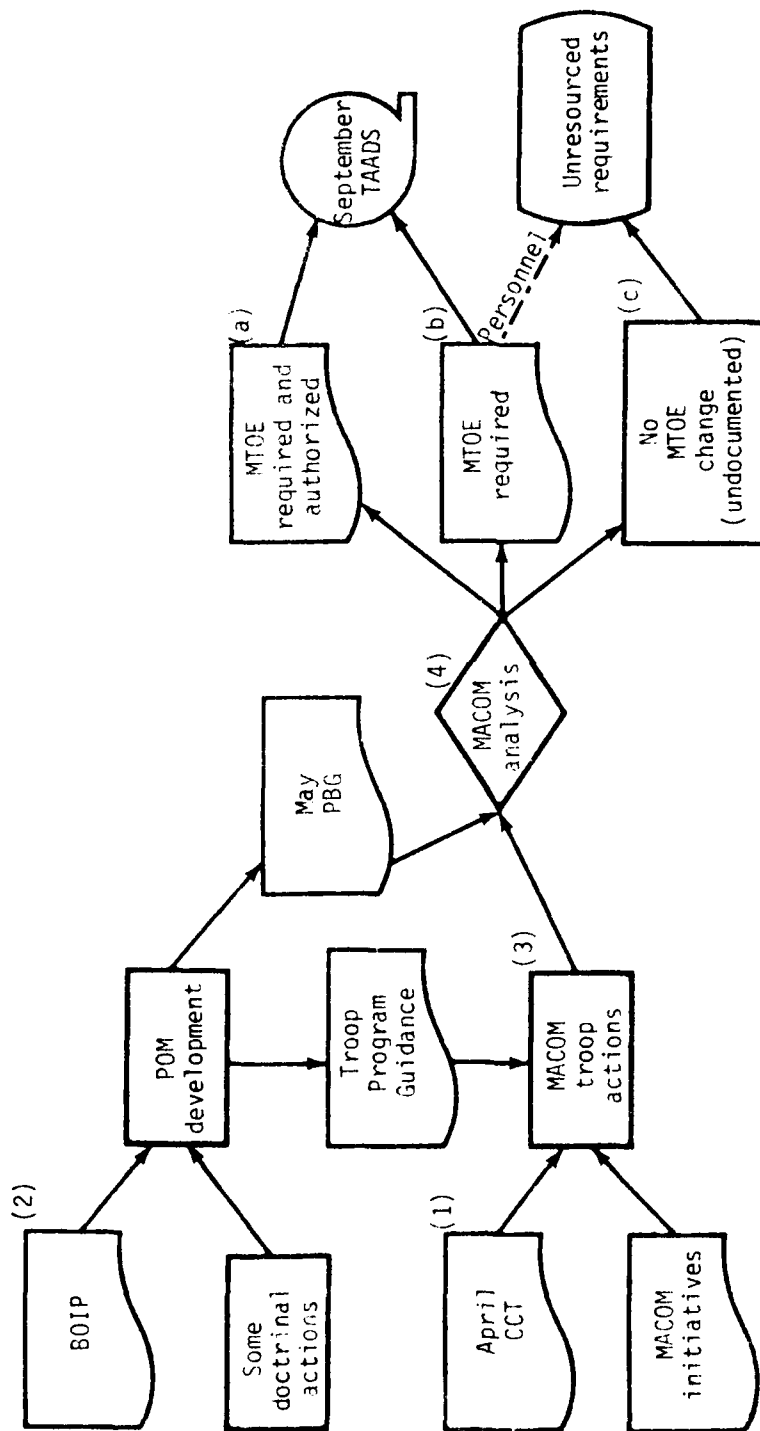 (2)
BOIP
Some
doctrinal
actions
(1)
April
CCT
MACOM
initiatives
POM
development
Troop
Program
Guidance
(3)
MACOM
troop
actions
May
PBG
(4)
MACOM
analysis
(a)
MTOE
required and
authorized
(b)
MTOE
required
Personnel
(c)
No
MTOE
change
(undocumented)
September
TAADS
Unresourced
requirements